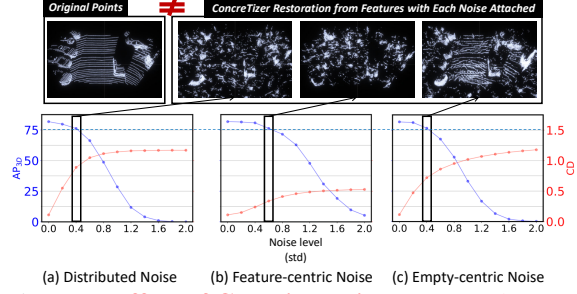 Original Points
≠
ConcreTizer Restoration from Features with Each Noise Attached
75
50
25
0
AP30
0.0 0.4 0.8 1.2 1.6 2.0
0.0 0.4 0.8 1.2 1.6 2.0
0.0 0.4 0.8 1.2 1.6 2.0
1.5
1.0
0.5
0.0
CD
Noise level
(std)
(a) Distributed Noise
(b) Feature-centric Noise
(c) Empty-centric Noise